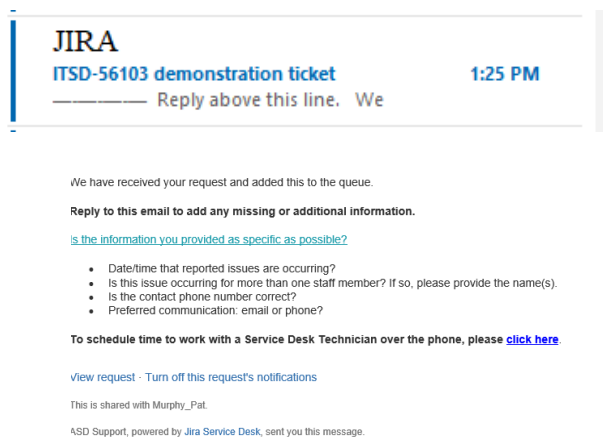 JIRA
ITSD-56103 demonstration ticket 1:25 PM
—-—-—-— Reply above this line. We
We have received your request and added this to the queue.
Reply to this email to add any missing or additional information.
Is the information you provided as specific as possible?
• Date/time that reported issues are occurring?
• Is this issue occurring for more than one staff member? If so, please provide the name(s).
• Is the contact phone number correct?
• Preferred communication: email or phone?
To schedule time to work with a Service Desk Technician over the phone, please click here.
View request · Turn off this request's notifications
This is shared with Murphy_Pat.
ASD Support, powered by Jira Service Desk, sent you this message.